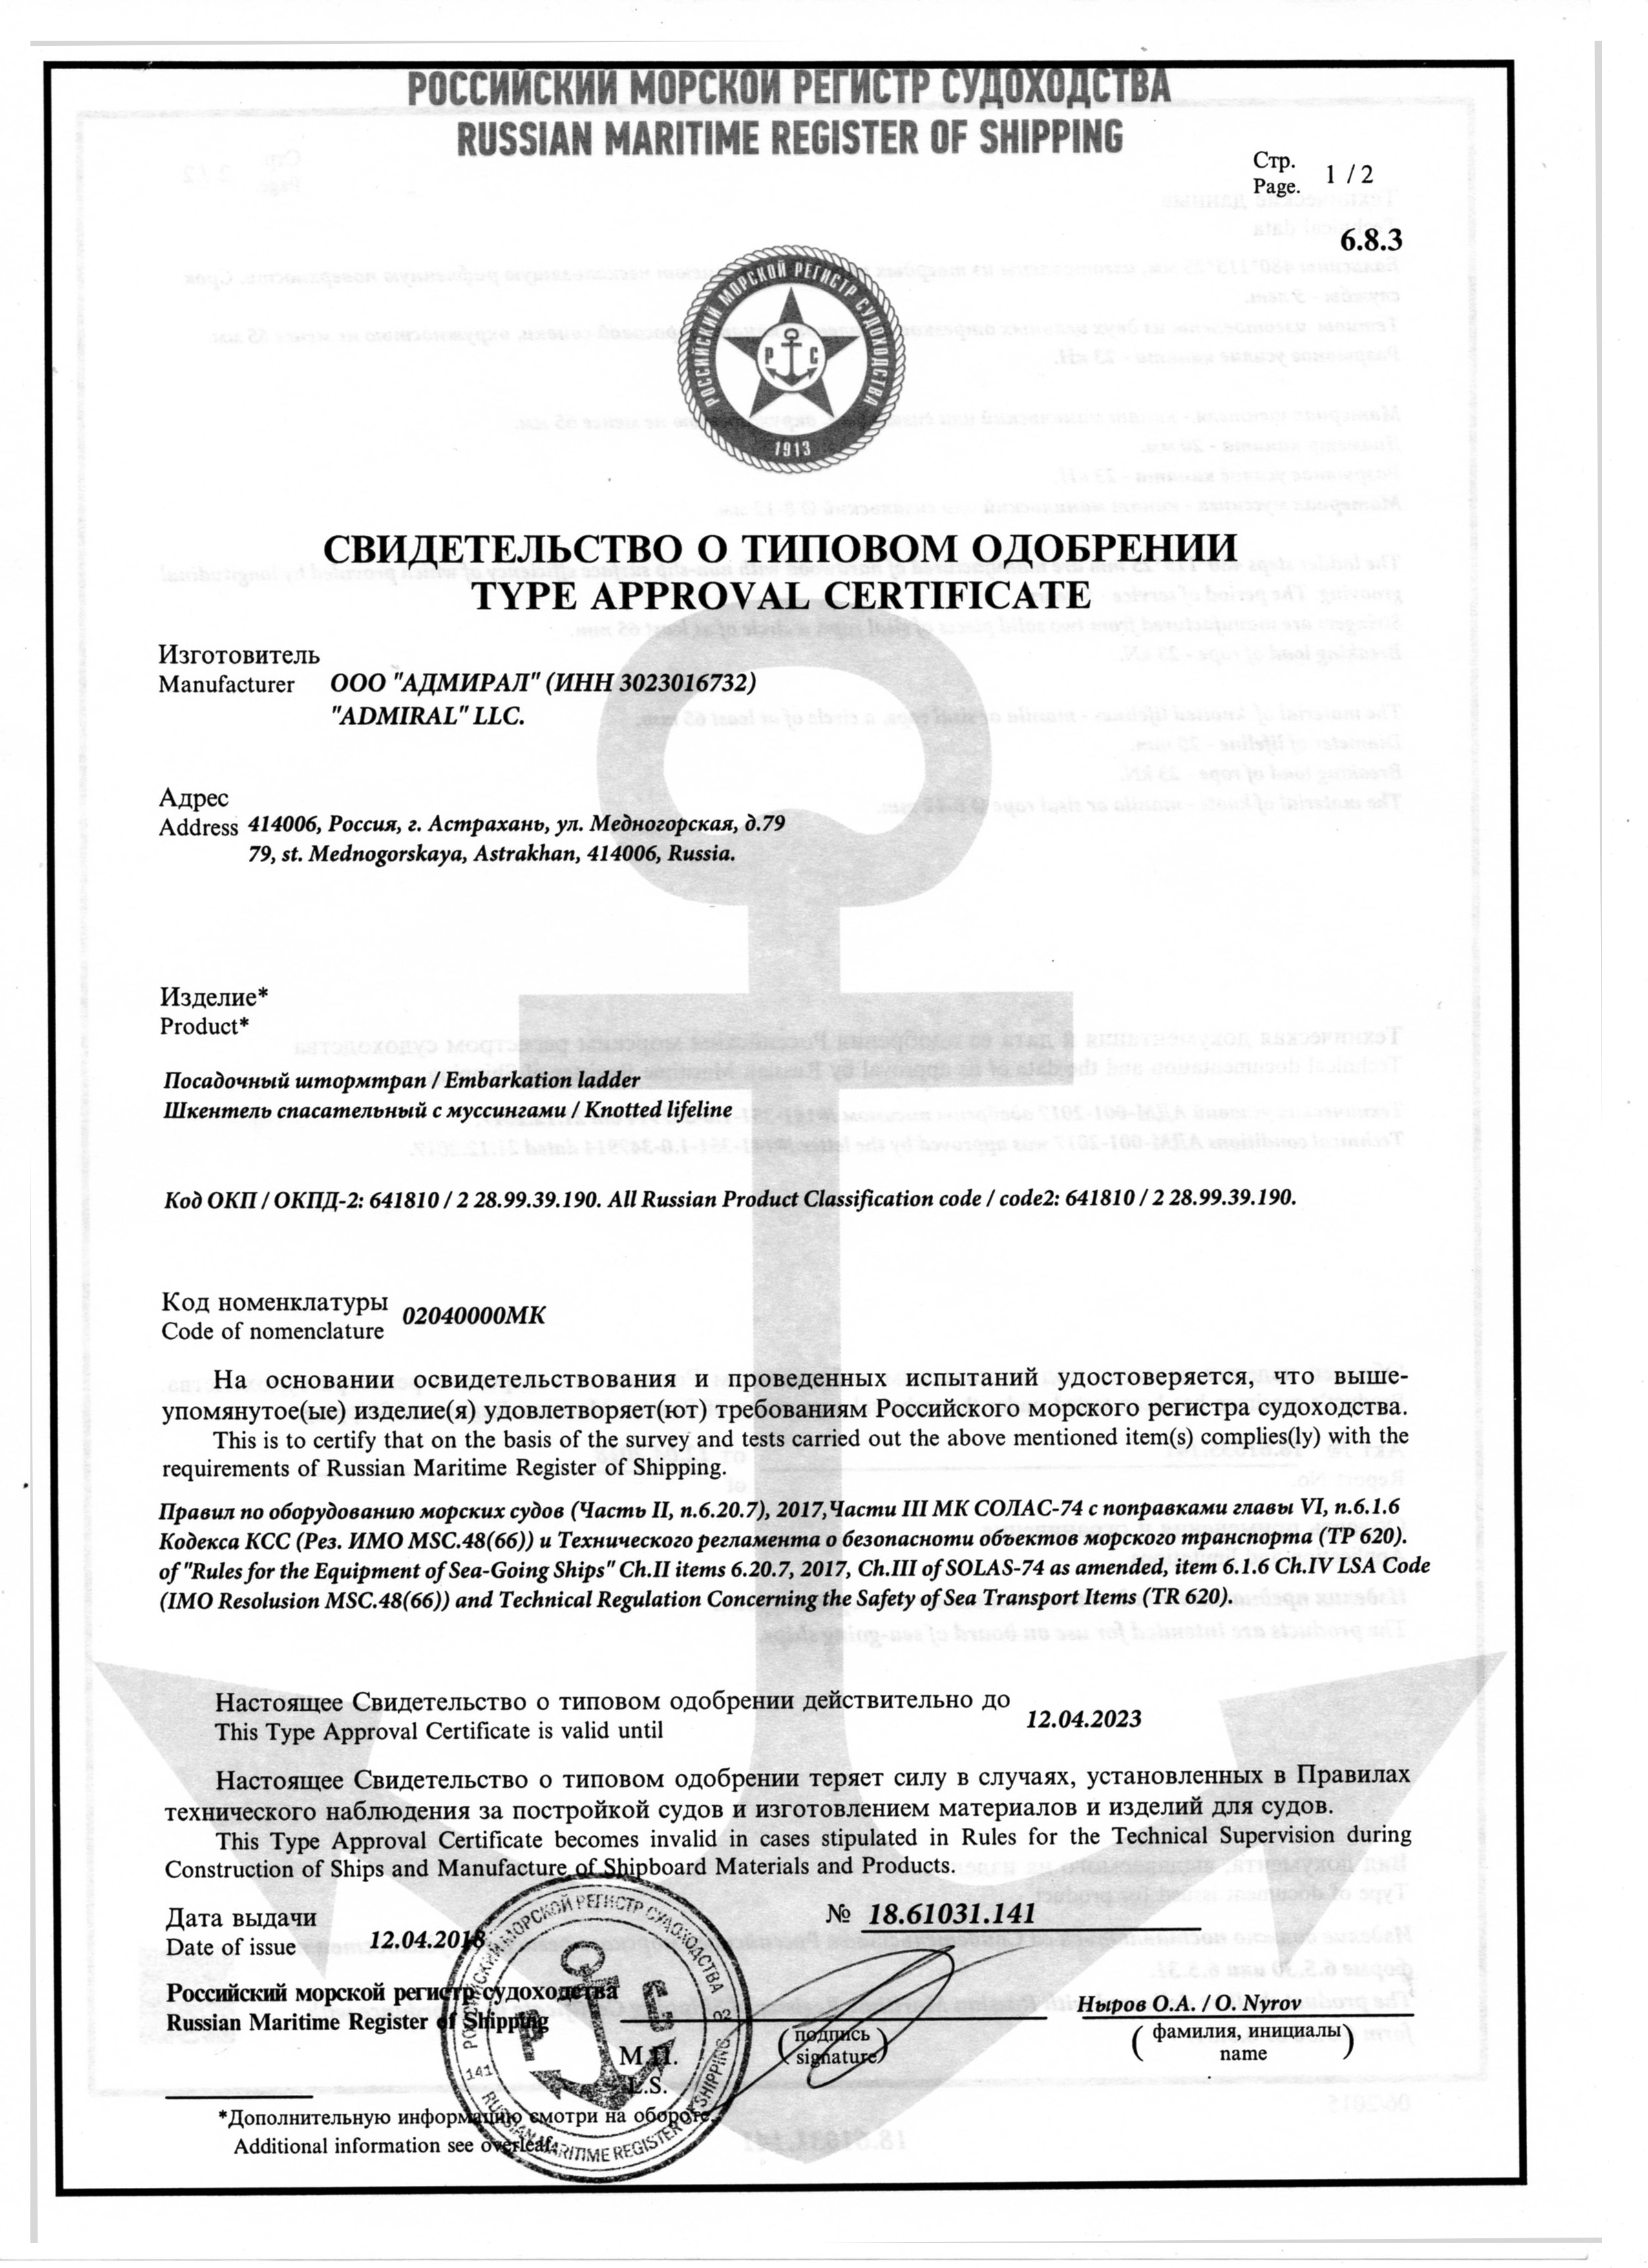 РОССИЙСКИЙ МОРСКОЙ РЕГИСТР СУДОХОДСТВА
RUSSIAN MARITIME REGISTER OF SHIPPING
Стр.
Page. 1 / 2
6.8.3
РОССИЙСКИЙ МОРСКОЙ РЕГИСТР СУДОХОДСТВА
Р С
1913
СВИДЕТЕЛЬСТВО О ТИПОВОМ ОДОБРЕНИИ
TYPE APPROVAL CERTIFICATE
Изготовитель
Manufacturer ООО "АДМИРАЛ" (ИНН 3023016732)
"ADMIRAL" LLC.
Адрес
Address 414006, Россия, г. Астрахань, ул. Медногорская, д.79
79, st. Mednogorskaya, Astrakhan, 414006, Russia.
Изделие*
Product*
Посадочный штормтрап / Embarkation ladder
Шкентель спасательный с муссингами / Knotted lifeline
Код ОКП / ОКПД-2: 641810 / 2 28.99.39.190. All Russian Product Classification code / code2: 641810 / 2 28.99.39.190.
Код номенклатуры
Code of nomenclature 02040000МК
На основании освидетельствования и проведенных испытаний удостоверяется, что выше-
упомянутое(ые) изделие(я) удовлетворяет(ют) требованиям Российского морского регистра судоходства.
This is to certify that on the basis of the survey and tests carried out the above mentioned item(s) complies(ly) with the
requirements of Russian Maritime Register of Shipping.
Правил по оборудованию морских судов (Часть II, п.6.20.7), 2017,Части III МК СОЛАС-74 с поправками главы VI, п.6.1.6
Кодекса КСС (Рез. ИМО MSC.48(66)) и Технического регламента о безопасноти объектов морского транспорта (ТР 620).
of "Rules for the Equipment of Sea-Going Ships" Ch.II items 6.20.7, 2017, Ch.III of SOLAS-74 as amended, item 6.1.6 Ch.IV LSA Code
(IMO Resolusion MSC.48(66)) and Technical Regulation Concerning the Safety of Sea Transport Items (TR 620).
Настоящее Свидетельство о типовом одобрении действительно до
This Type Approval Certificate is valid until 12.04.2023
Настоящее Свидетельство о типовом одобрении теряет силу в случаях, установленных в Правилах
технического наблюдения за постройкой судов и изготовлением материалов и изделий для судов.
This Type Approval Certificate becomes invalid in cases stipulated in Rules for the Technical Supervision during
Construction of Ships and Manufacture of Shipboard Materials and Products.
Дата выдачи
Date of issue 12.04.2018
№ 18.61031.141
Российский морской регистр судоходства
Russian Maritime Register of Shipping
Ныров О.А. / O. Nyrov
(подпись)
(signature)
(фамилия, инициалы)
name
М.П.
L.S.
РОССИЙСКИЙ МОРСКОЙ РЕГИСТР СУДОХОДСТВА
RUSSIAN MARITIME REGISTER OF SHIPPING
141
Р С
*Дополнительную информацию смотри на обороте.
Additional information see overleaf.